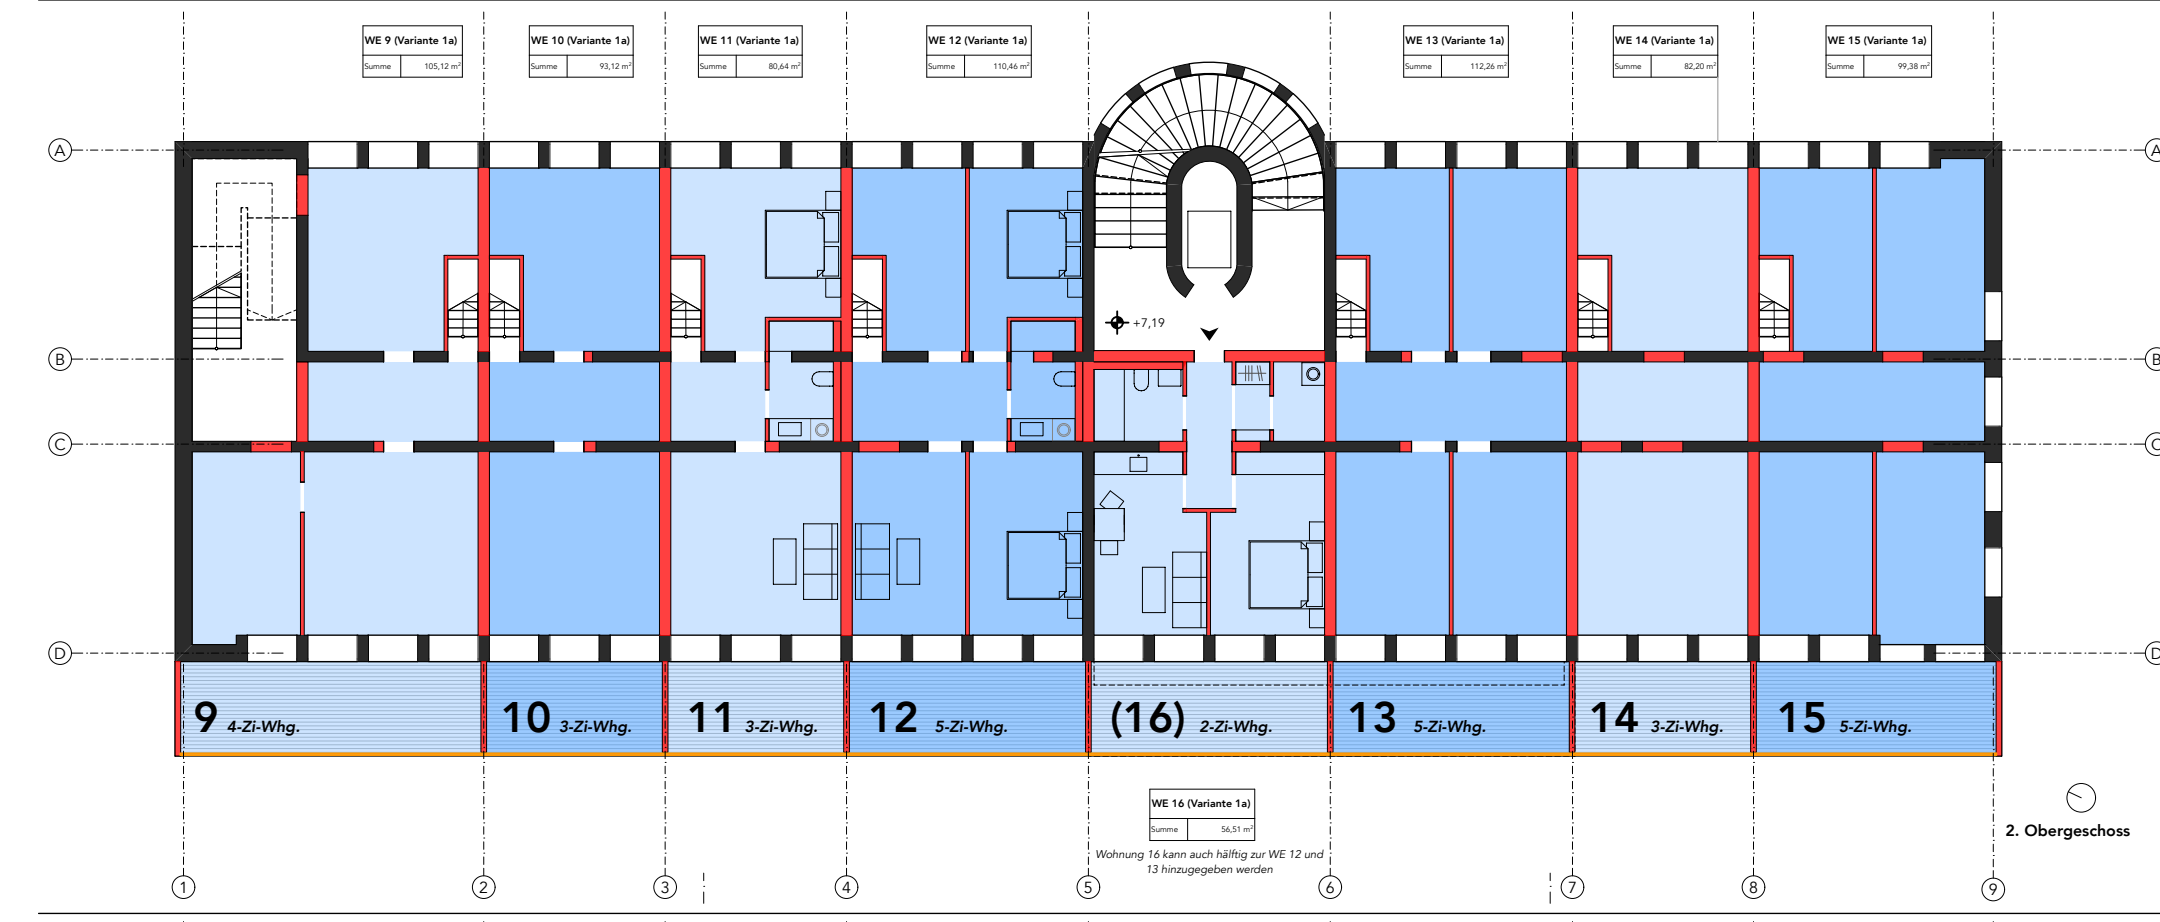 WE 9 (Variante 1a)
Summe 105,12 m²
WE 10 (Variante 1a)
Summe 93,12 m²
WE 11 (Variante 1a)
Summe 80,64 m²
WE 12 (Variante 1a)
Summe 110,46 m²
WE 13 (Variante 1a)
Summe 112,26 m²
WE 14 (Variante 1a)
Summe 82,20 m²
WE 15 (Variante 1a)
Summe 99,38 m²
A
A
+7,19
B
B
C
C
D
D
9 4-Zi-Whg.
10 3-Zi-Whg.
11 3-Zi-Whg.
12 5-Zi-Whg.
(16) 2-Zi-Whg.
13 5-Zi-Whg.
14 3-Zi-Whg.
15 5-Zi-Whg.
WE 16 (Variante 1a)
Summe 56,51 m²
Wohnung 16 kann auch hälftig zur WE 12 und
13 hinzugegeben werden
2. Obergeschoss
1
2
3
4
5
6
7
8
9